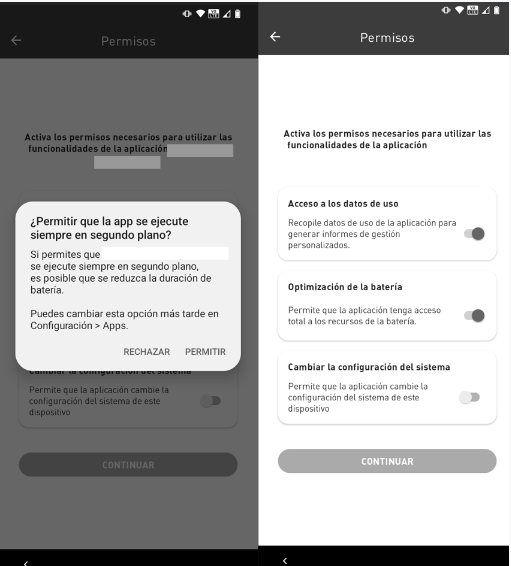 Permisos
Activa los permisos necesarios para utilizar las
funcionalidades de la aplicación
¿Permitir que la app se ejecute
siempre en segundo plano?
Si permites que
se ejecute siempre en segundo plano,
es posible que se reduzca la duración de
batería.
Puedes cambiar esta opción más tarde en
Configuración > Apps.
RECHAZAR PERMITIR
Cambiar la configuración del sistema
Permite que la aplicación cambie la
configuración del sistema de este
dispositivo
CONTINUAR
Permisos
Activa los permisos necesarios para utilizar las
funcionalidades de la aplicación
Acceso a los datos de uso
Recopile datos de uso de la aplicación para
generar informes de gestión
personalizados.
Optimización de la batería
Permite que la aplicación tenga acceso
total a los recursos de la batería.
Cambiar la configuración del sistema
Permite que la aplicación cambie la
configuración del sistema de este
dispositivo
CONTINUAR